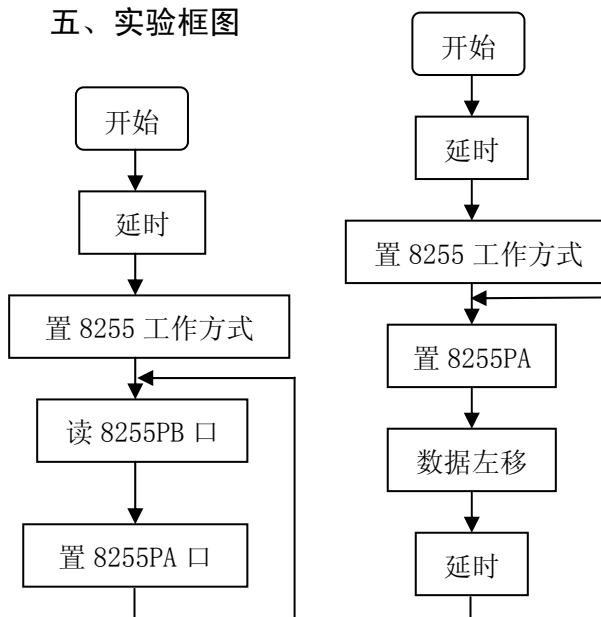 五、实验框图
开始
延时
置 8255 工作方式
读 8255PB 口
置 8255PA 口
开始
延时
置 8255 工作方式
置 8255PA
数据左移
延时